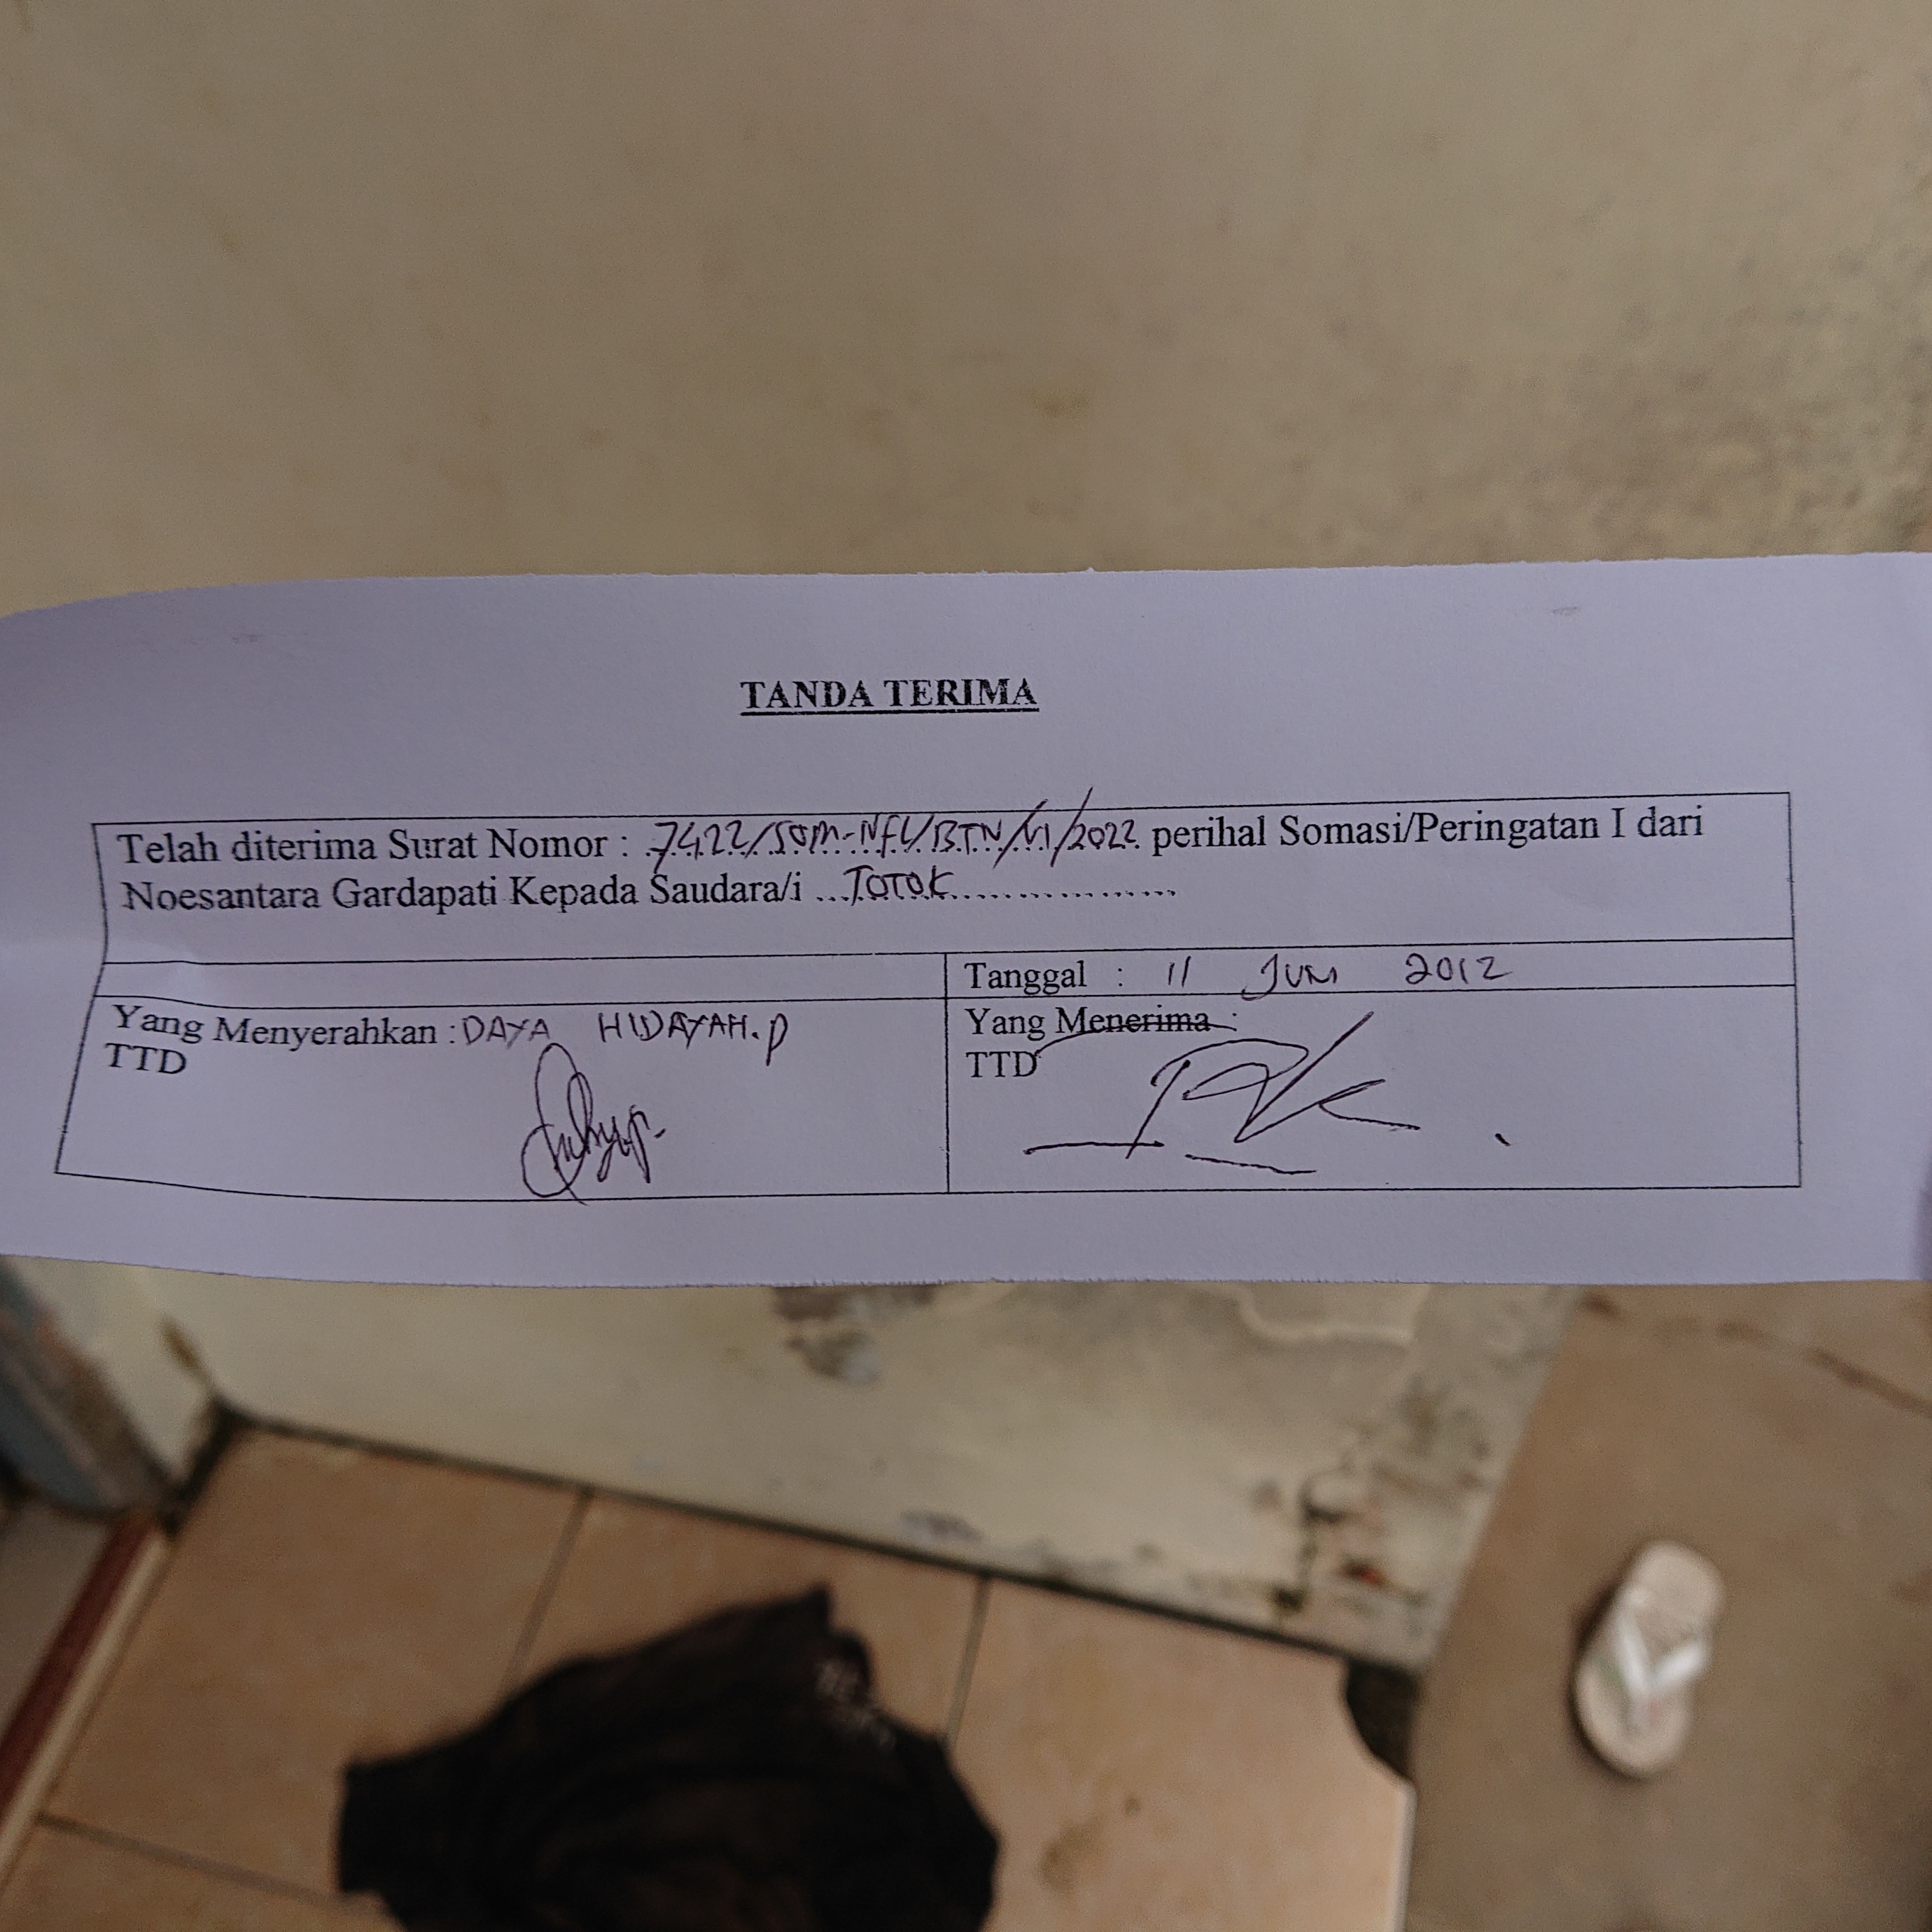 TANDA TERIMA
Telah diterima Surat Nomor : 7422/SOM-NFL/BTN/VI/2022 perihal Somasi/Peringatan I dari
Noesantara Gardapati Kepada Saudara/i ...TOTOK..................
Tanggal : 11 JUNI 2012
Yang Menyerahkan : DAYA HIDAYAH.P
Yang Menerima :
TTD
TTD